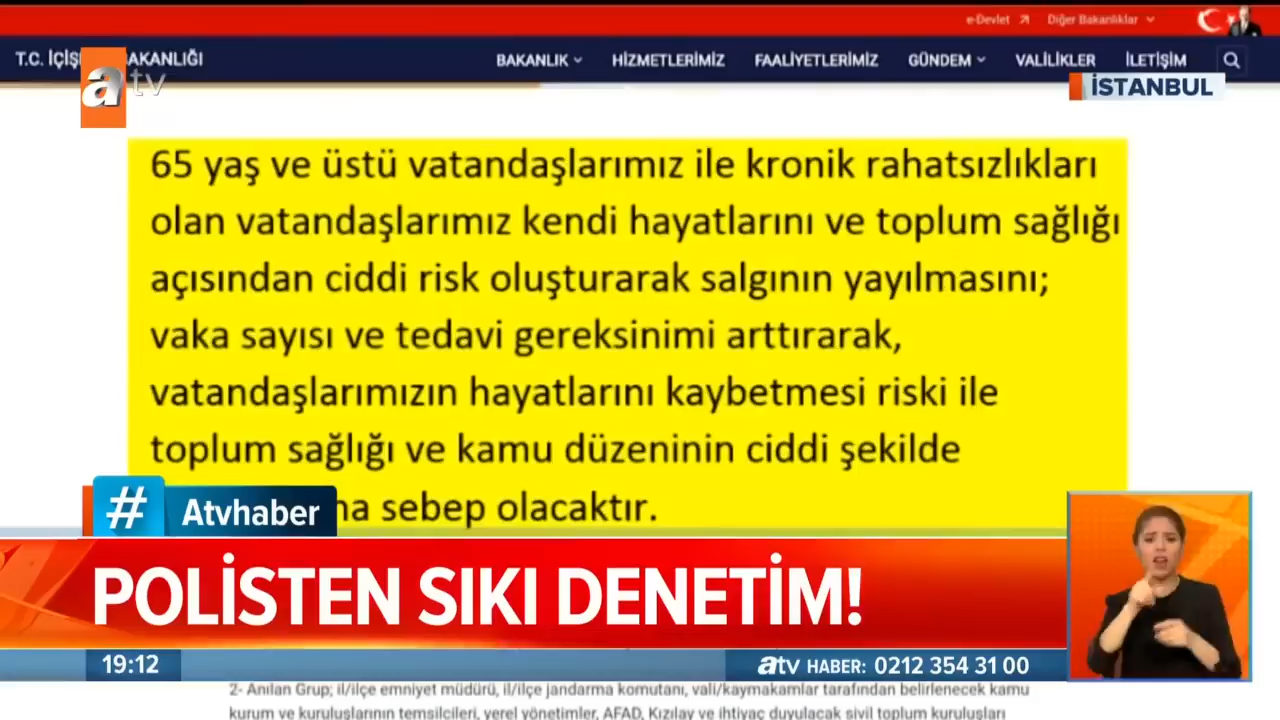 e-Devlet
Diğer Bakanlıklar
T.C. İÇİŞ BAKANLIĞI
BAKANLIK
HİZMETLERİMİZ
FAALİYETLERİMİZ
GÜNDEM
VALİLİKLER
İLETİŞİM
atv
İSTANBUL
65 yaş ve üstü vatandaşlarımız ile kronik rahatsızlıkları
olan vatandaşlarımız kendi hayatlarını ve toplum sağlığı
açısından ciddi risk oluşturarak salgının yayılmasını;
vaka sayısı ve tedavi gereksinimi arttırarak,
vatandaşlarımızın hayatlarını kaybetmesi riski ile
toplum sağlığı ve kamu düzeninin ciddi şekilde
na sebep olacaktır.
# Atvhaber
POLİSTEN SIKI DENETİM!
19:12
atv HABER: 0212 354 31 00
2- Anılan Grup; il/ilçe emniyet müdürü, il/ilçe jandarma komutanı, vali/kaymakamlar tarafından belirlenecek kamu
kurum ve kuruluşlarının temsilcileri, yerel yönetimler, AFAD, Kızılay ve ihtiyaç duyulacak sivil toplum kuruluşları